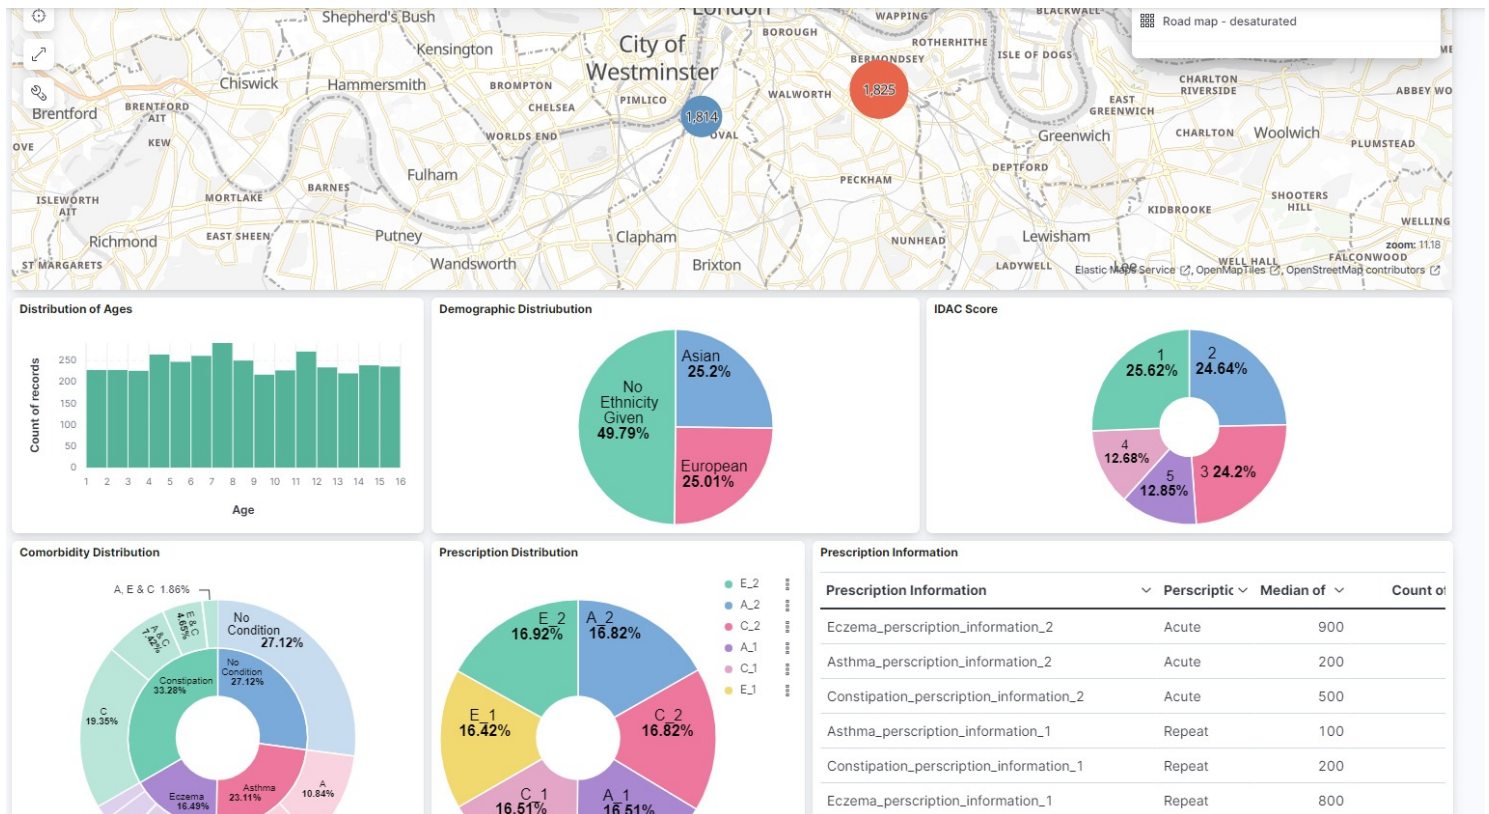 Shepherd's Bush
London
WAPPING
BLACKWALL
Road map - desaturated
Kensington
City of
Westminster
BOROUGH
ROTHERHITHE
BERMONDSEY
ISLE OF DOGS
Chiswick
Hammersmith
BROMPTON
CHELSEA
PIMLICO
WALWORTH
1,825
CHARLTON
RIVERSIDE
ABBEY WO
Brentford
BRENTFORD
AIT
1,814
OVAL
EAST
GREENWICH
Greenwich
CHARLTON
Woolwich
PLUMSTEAD
OVE
KEW
WORLDS END
Fulham
PECKHAM
DEPTFORD
ISLEWORTH
AIT
MORTLAKE
BARNES
KIDBROOKE
SHOOTERS
HILL
WELLING
Richmond
EAST SHEEN
Putney
Clapham
NUNHEAD
Lewisham
zoom: 11.18
ST MARGARETS
Wandsworth
Brixton
LADYWELL
Lee
WELL HALL
FALCONWOOD
Elastic Maps Service , OpenMapTiles , OpenStreetMap contributors
Distribution of Ages
Count of records
250
200
150
100
50
0
1 2 3 4 5 6 7 8 9 10 11 12 13 14 15 16
Age
Demographic Distriubution
No
Ethnicity
Given
49.79%
Asian
25.2%
European
25.01%
IDAC Score
1
25.62%
2
24.64%
3 24.2%
4
12.68%
5
12.85%
Comorbidity Distribution
A, E & C 1.86%
E & C
4.65%
A & C
7.42%
No
Condition
27.12%
No
Condition
27.12%
Constipation
33.28%
C
19.35%
Eczema
16.49%
Asthma
23.11%
A
10.84%
Prescription Distribution
E_2
16.92%
A_2
16.82%
C_2
16.82%
E_1
16.42%
C_1
16.51%
A_1
16.51%
E_2
A_2
C_2
A_1
C_1
E_1
Prescription Information
Prescription Information Perscriptic Median of Count of
Eczema_perscription_information_2 Acute 900
Asthma_perscription_information_2 Acute 200
Constipation_perscription_information_2 Acute 500
Asthma_perscription_information_1 Repeat 100
Constipation_perscription_information_1 Repeat 200
Eczema_perscription_information_1 Repeat 800